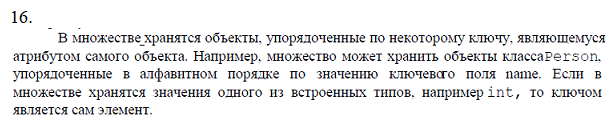 16.
В множестве хранятся объекты, упорядоченные по некоторому ключу, являющемуся
атрибутом самого объекта. Например, множество может хранить объекты класса Person,
упорядоченные в алфавитном порядке по значению ключевого поля name. Если в
множестве хранятся значения одного из встроенных типов, например int, то ключом
является сам элемент.